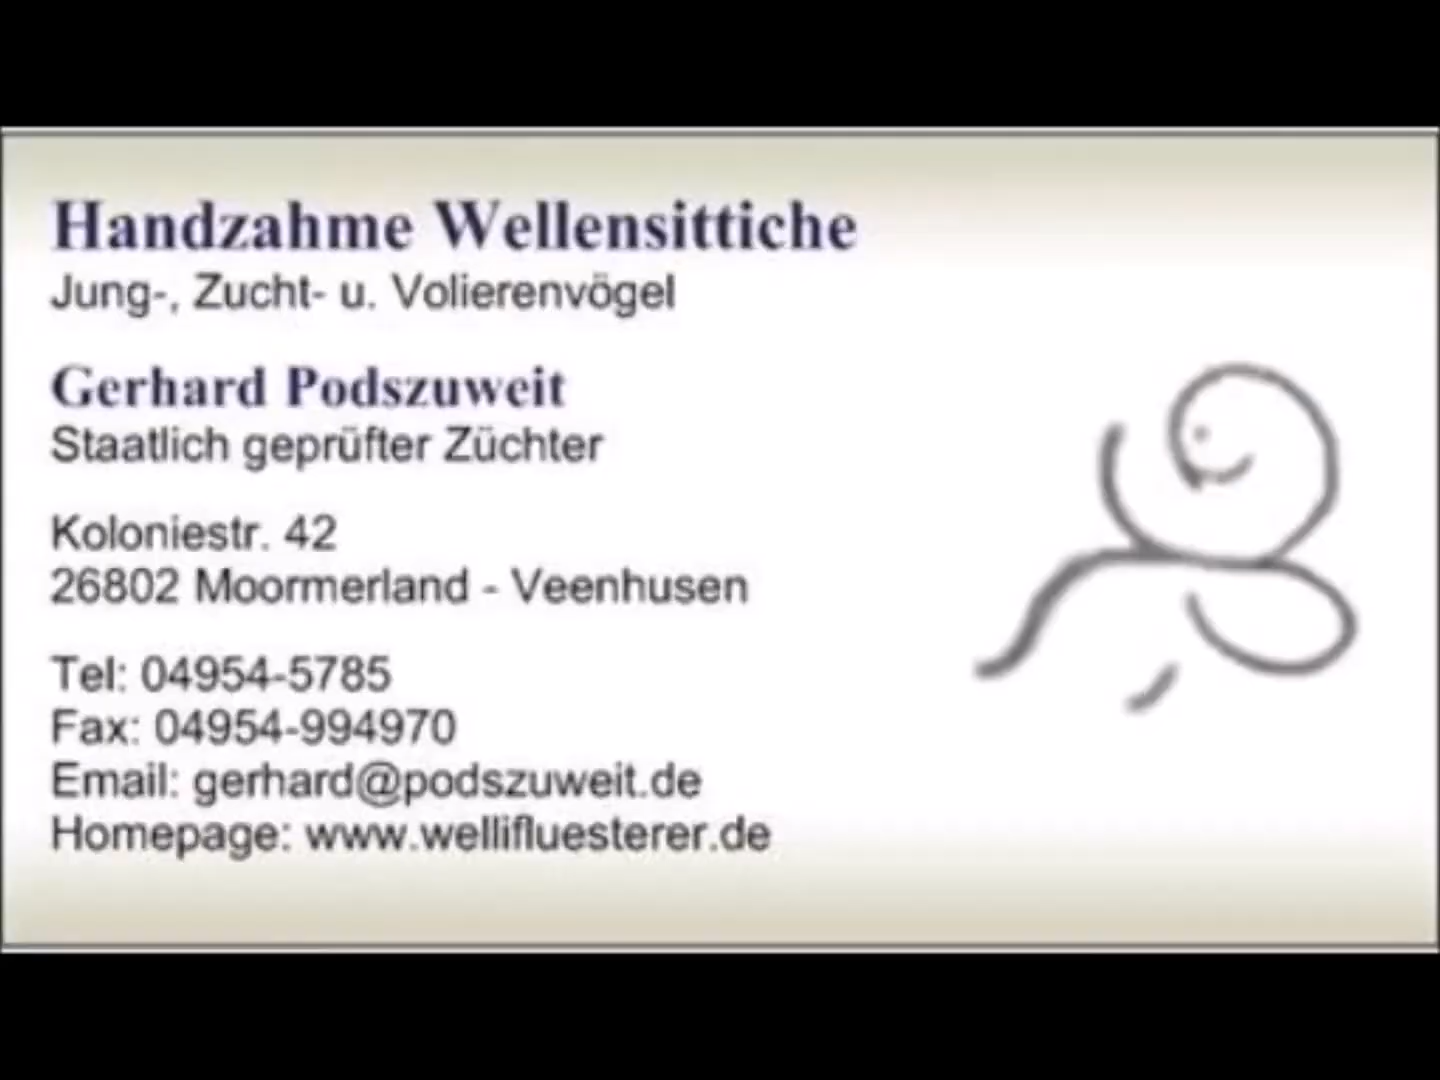 Handzahme Wellensittiche
Jung-, Zucht- u. Volierenvögel
Gerhard Podszuweit
Staatlich geprüfter Züchter
Koloniestr. 42
26802 Moormerland - Veenhusen
Tel: 04954-5785
Fax: 04954-994970
Email: gerhard@podszuweit.de
Homepage: www.wellifluesterer.de